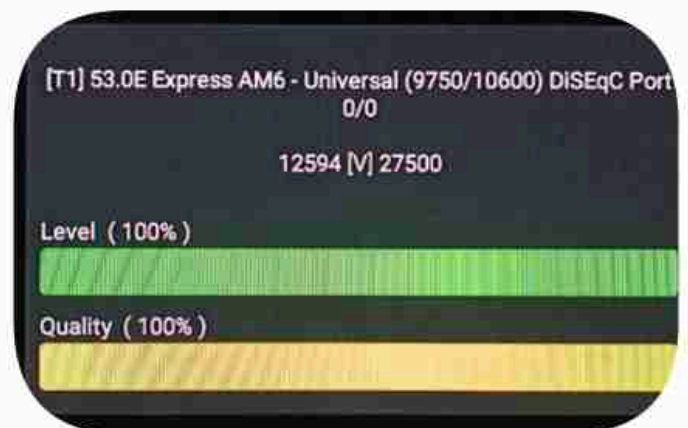 [T1] 53.0E Express AM6 - Universal (9750/10600) DiSEqC Port
0/0
12594 [V] 27500
Level ( 100% )
Quality ( 100% )